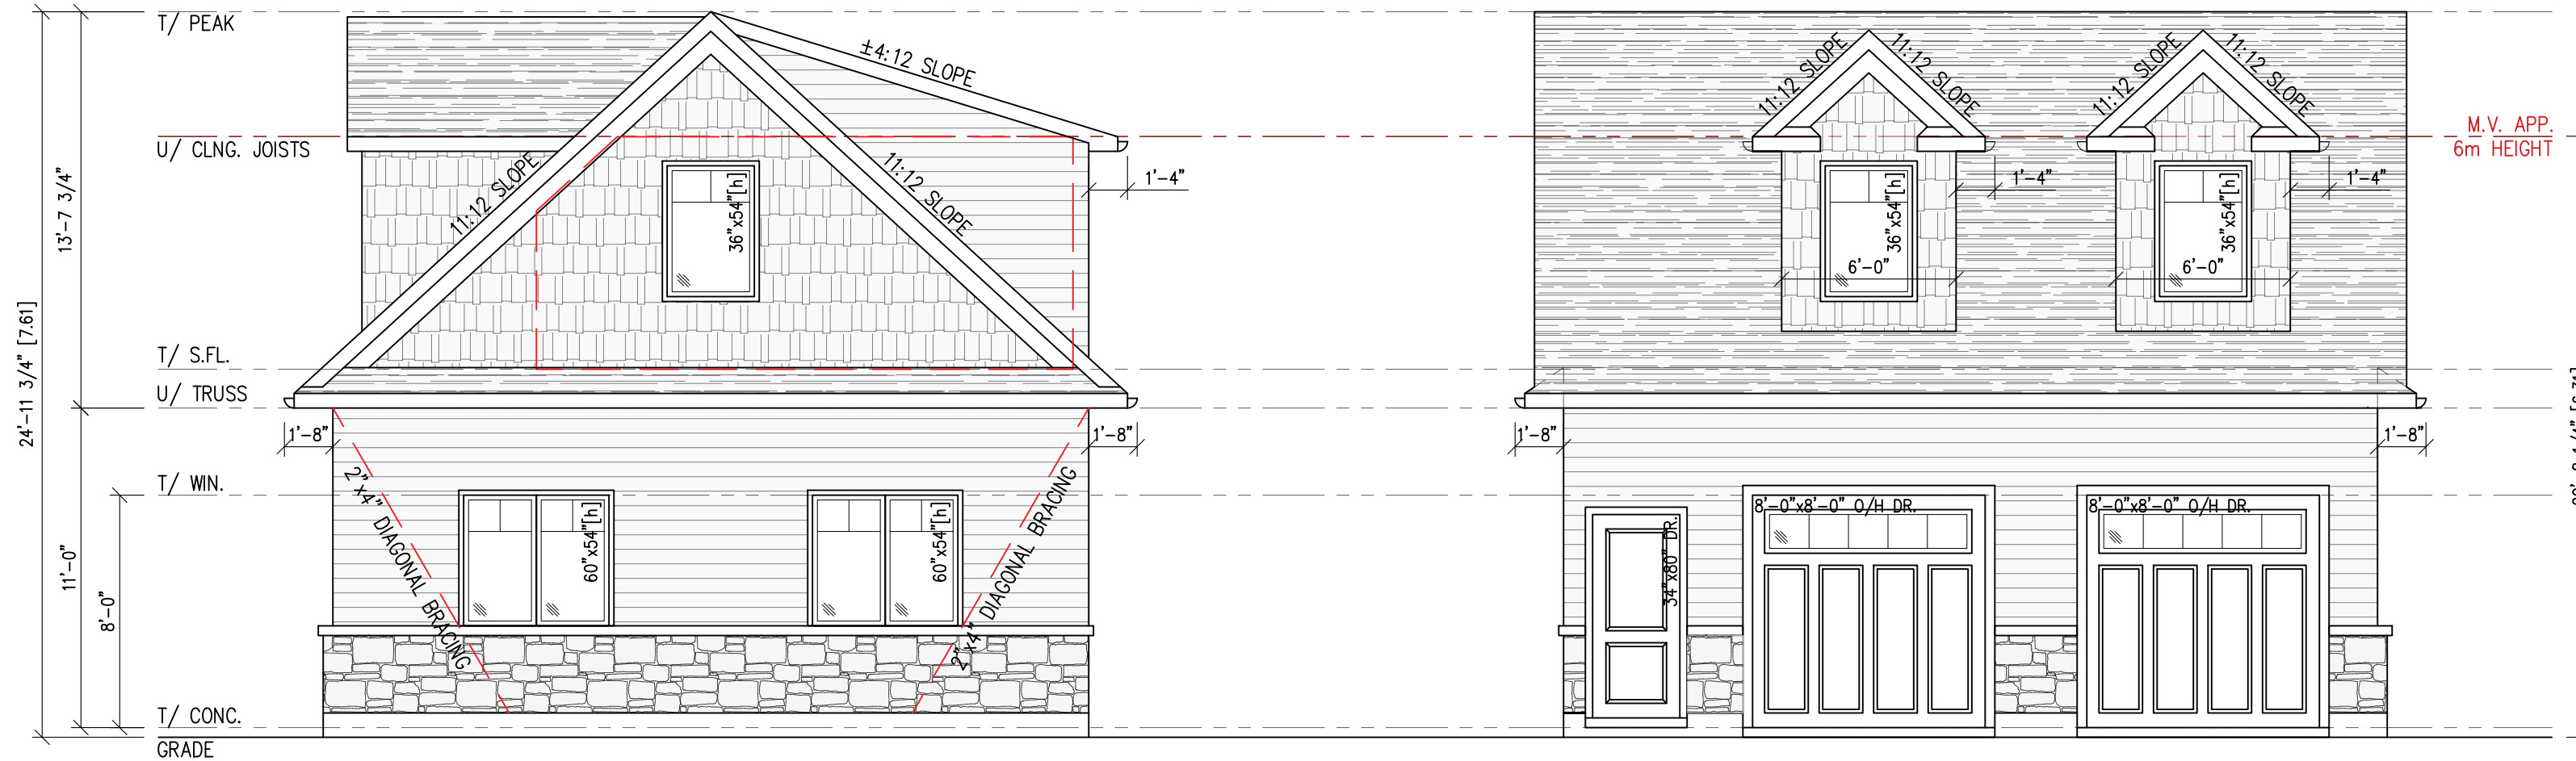 T/ PEAK
U/ CLNG. JOISTS
T/ S.FL.
U/ TRUSS
T/ WIN.
T/ CONC.
GRADE
24'-11 3/4" [7.61]
13'-7 3/4"
11'-0"
8'-0"
±4:12 SLOPE
11:12 SLOPE
11:12 SLOPE
36"x54"[h]
1'-4"
1'-8"
1'-8"
2"x4" DIAGONAL BRACING
60"x54"[h]
60"x54"[h]
2"x4" DIAGONAL BRACING
11:12 SLOPE
11:12 SLOPE
11:12 SLOPE
11:12 SLOPE
M.V. APP.
6m HEIGHT
36"x54"[h]
1'-4"
36"x54"[h]
1'-4"
6'-0"
6'-0"
1'-8"
1'-8"
34"x80" DR.
8'-0"x8'-0" O/H DR.
8'-0"x8'-0" O/H DR.